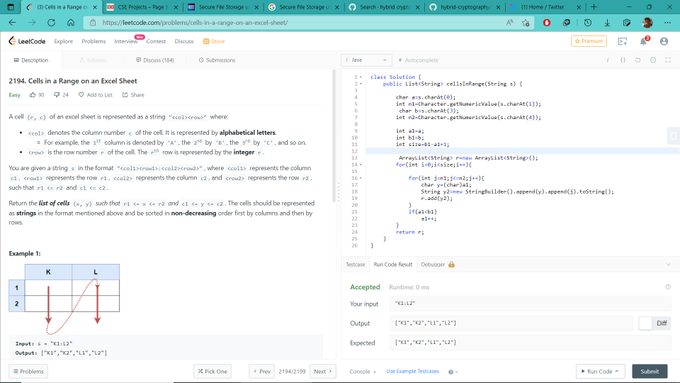 (3) Cells in a Range on
CSE Projects – Page
Secure File Storage us
Secure File Storage us
Search · hybrid crypt
hybrid-cryptography
(1) Home / Twitter
https://leetcode.com/problems/cells-in-a-range-on-an-excel-sheet/
LeetCode
Explore
Problems
Interview
New
Contest
Discuss
Store
Premium
Description
Solution
Discuss (184)
Submissions
Java
Autocomplete
2194. Cells in a Range on an Excel Sheet
Easy 90 24 Add to List Share
A cell (r, c) of an excel sheet is represented as a string "<col><row>" where:
<col> denotes the column number c of the cell. It is represented by alphabetical letters.
For example, the 1st column is denoted by 'A', the 2nd by 'B', the 3rd by 'C', and so on.
<row> is the row number r of the cell. The rth row is represented by the integer r.
You are given a string s in the format "<col1><row1>:<col2><row2>", where <col1> represents the column
c1, <row1> represents the row r1, <col2> represents the column c2, and <row2> represents the row r2,
such that r1 <= r2 and c1 <= c2.
Return the list of cells (x, y) such that r1 <= x <= r2 and c1 <= y <= c2. The cells should be represented
as strings in the format mentioned above and be sorted in non-decreasing order first by columns and then by
rows.
Example 1:
K L
1
2
Input: s = "K1:L2"
Output: ["K1","K2","L1","L2"]
Problems
Pick One
Prev
2194/2199
Next
1 class Solution {
2 public List<String> cellsInRange(String s) {
3
4 char a=s.charAt(0);
5 int n1=Character.getNumericValue(s.charAt(1));
6 char b=s.charAt(3);
7 int n2=Character.getNumericValue(s.charAt(4));
8
9 int a1=a;
10 int b1=b;
11 int size=b1-a1+1;
12
13 ArrayList<String> r=new ArrayList<String>();
14 for(int i=0;i<size;i++){
15
16 for(int j=n1;j<=n2;j++){
17 char y=(char)a1;
18 String y2=new StringBuilder().append(y).append(j).toString();
19 r.add(y2);
20 }
21 if(a1<b1)
22 a1++;
23 }
24 return r;
25 }
26 }
Testcase
Run Code Result
Debugger
Accepted Runtime: 0 ms
Your input "K1:L2"
Output ["K1","K2","L1","L2"]
Diff
Expected ["K1","K2","L1","L2"]
Console
Use Example Testcases
Run Code
Submit